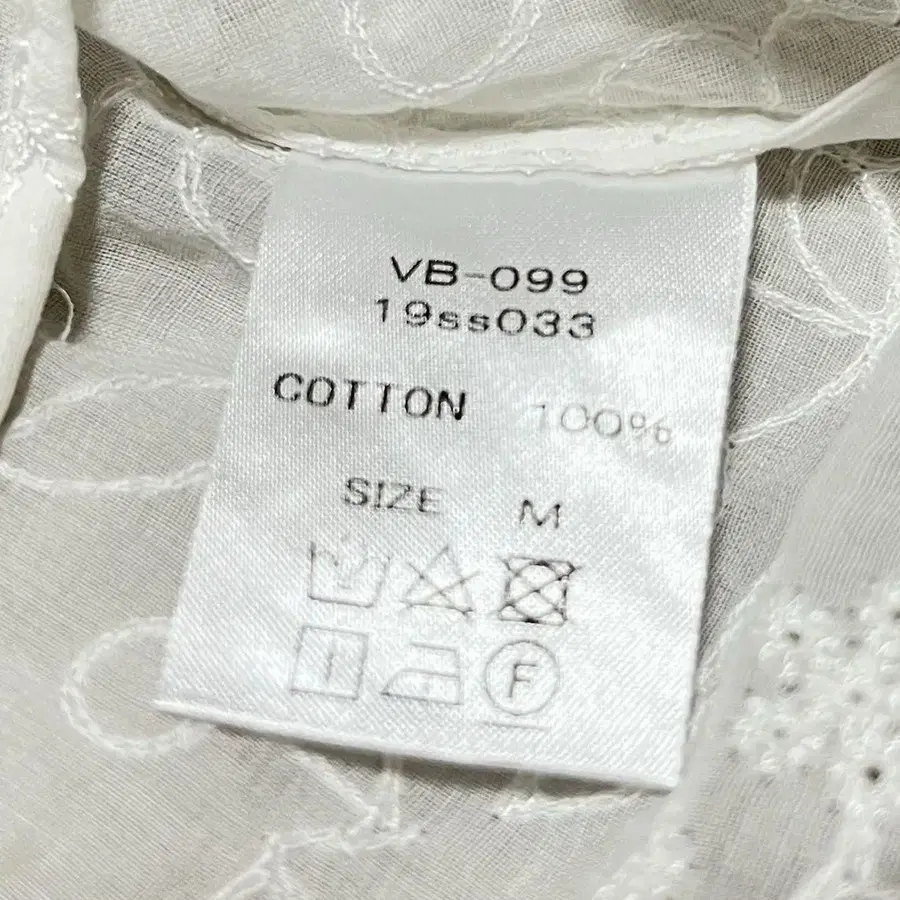 VB-099
19ss033
COTTON 100%
SIZE M
F